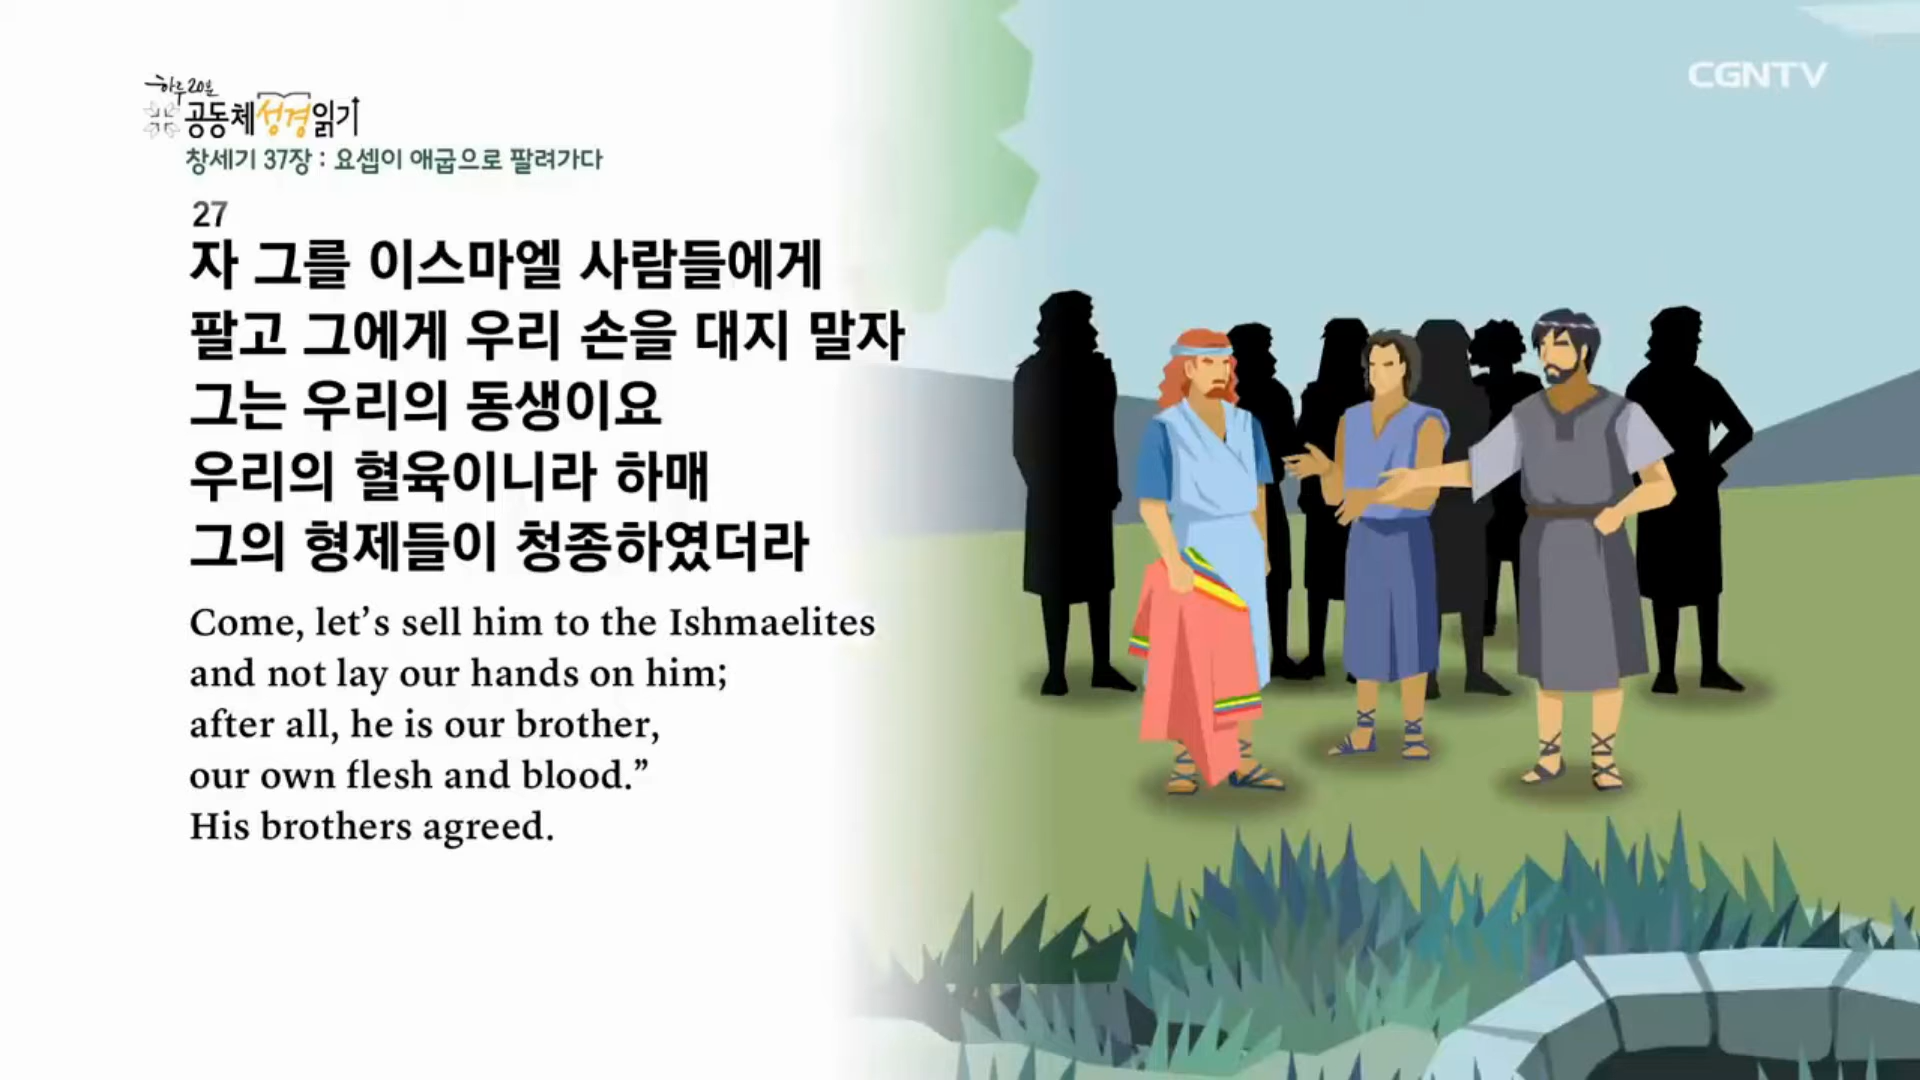 하루 20분
공동체성경읽기
CGNTV
창세기 37장 : 요셉이 애굽으로 팔려가다
27
자 그를 이스마엘 사람들에게
팔고 그에게 우리 손을 대지 말자
그는 우리의 동생이요
우리의 혈육이니라 하매
그의 형제들이 청종하였더라
Come, let’s sell him to the Ishmaelites
and not lay our hands on him;
after all, he is our brother,
our own flesh and blood.”
His brothers agreed.